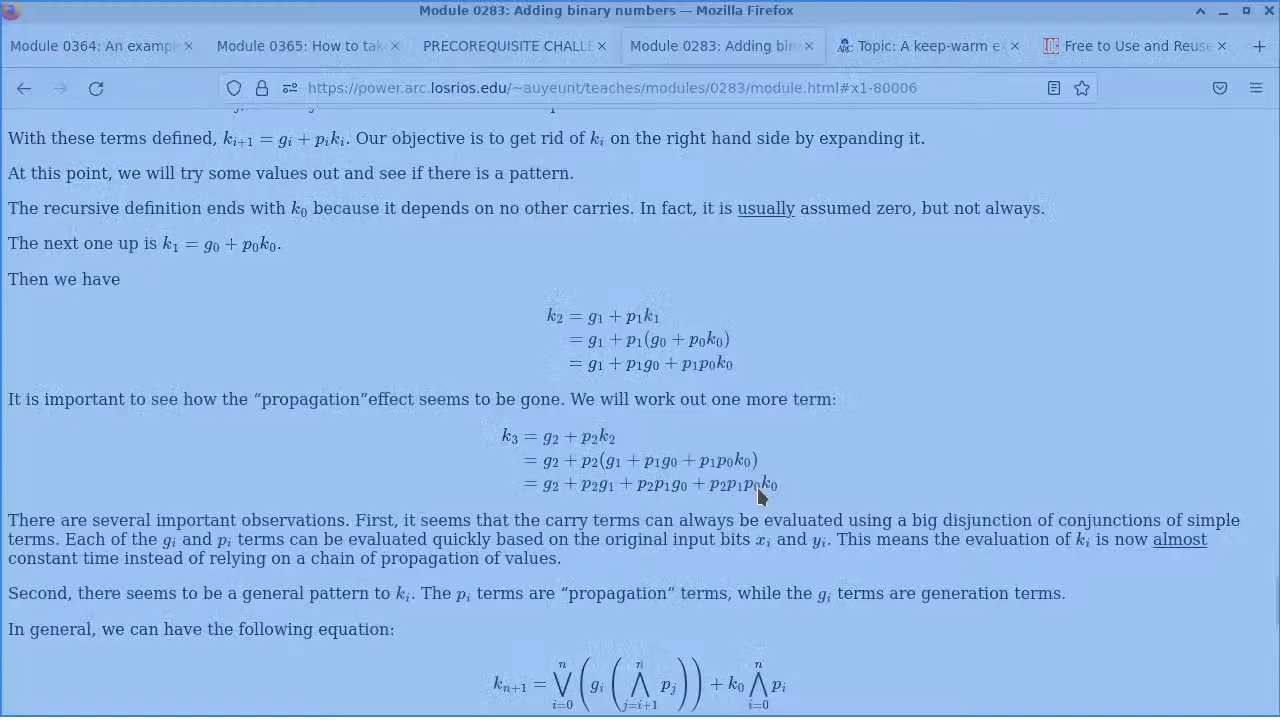 Module 0283: Adding binary numbers — Mozilla Firefox
Module 0364: An exampl
Module 0365: How to tak
PRECOREQUISITE CHALL
Module 0283: Adding bin
Topic: A keep-warm ex
Free to Use and Reuse
https://power.arc.losrios.edu/~auyeunt/teaches/modules/0283/module.html#x1-80006
With these terms defined, k_{i+1} = g_i + p_i k_i. Our objective is to get rid of k_i on the right hand side by expanding it.
At this point, we will try some values out and see if there is a pattern.
The recursive definition ends with k_0 because it depends on no other carries. In fact, it is usually assumed zero, but not always.
The next one up is k_1 = g_0 + p_0 k_0.
Then we have
k_2 = g_1 + p_1 k_1
= g_1 + p_1(g_0 + p_0 k_0)
= g_1 + p_1 g_0 + p_1 p_0 k_0
It is important to see how the “propagation”effect seems to be gone. We will work out one more term:
k_3 = g_2 + p_2 k_2
= g_2 + p_2(g_1 + p_1 g_0 + p_1 p_0 k_0)
= g_2 + p_2 g_1 + p_2 p_1 g_0 + p_2 p_1 p_0 k_0
There are several important observations. First, it seems that the carry terms can always be evaluated using a big disjunction of conjunctions of simple
terms. Each of the g_i and p_i terms can be evaluated quickly based on the original input bits x_i and y_i. This means the evaluation of k_i is now almost
constant time instead of relying on a chain of propagation of values.
Second, there seems to be a general pattern to k_i. The p_i terms are “propagation” terms, while the g_i terms are generation terms.
In general, we can have the following equation:
k_{n+1} = ⋁_{i=0}^{n} (g_i (⋀_{j=i+1}^{n} p_j)) + k_0 ⋀_{i=0}^{n} p_i